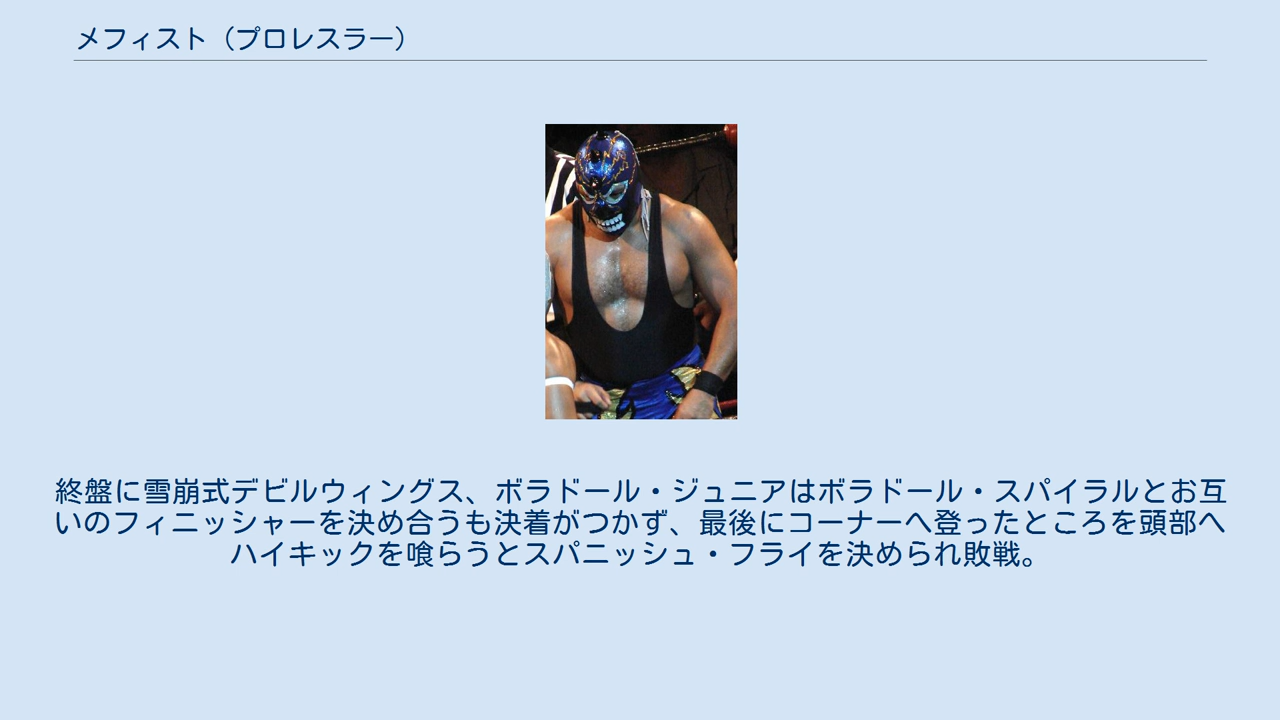 メフィスト（プロレスラー）
終盤に雪崩式デビルウィングス、ボラドール・ジュニアはボラドール・スパイラルとお互
いのフィニッシャーを決め合うも決着がつかず、最後にコーナーへ登ったところを頭部へ
ハイキックを喰らうとスパニッシュ・フライを決められ敗戦。